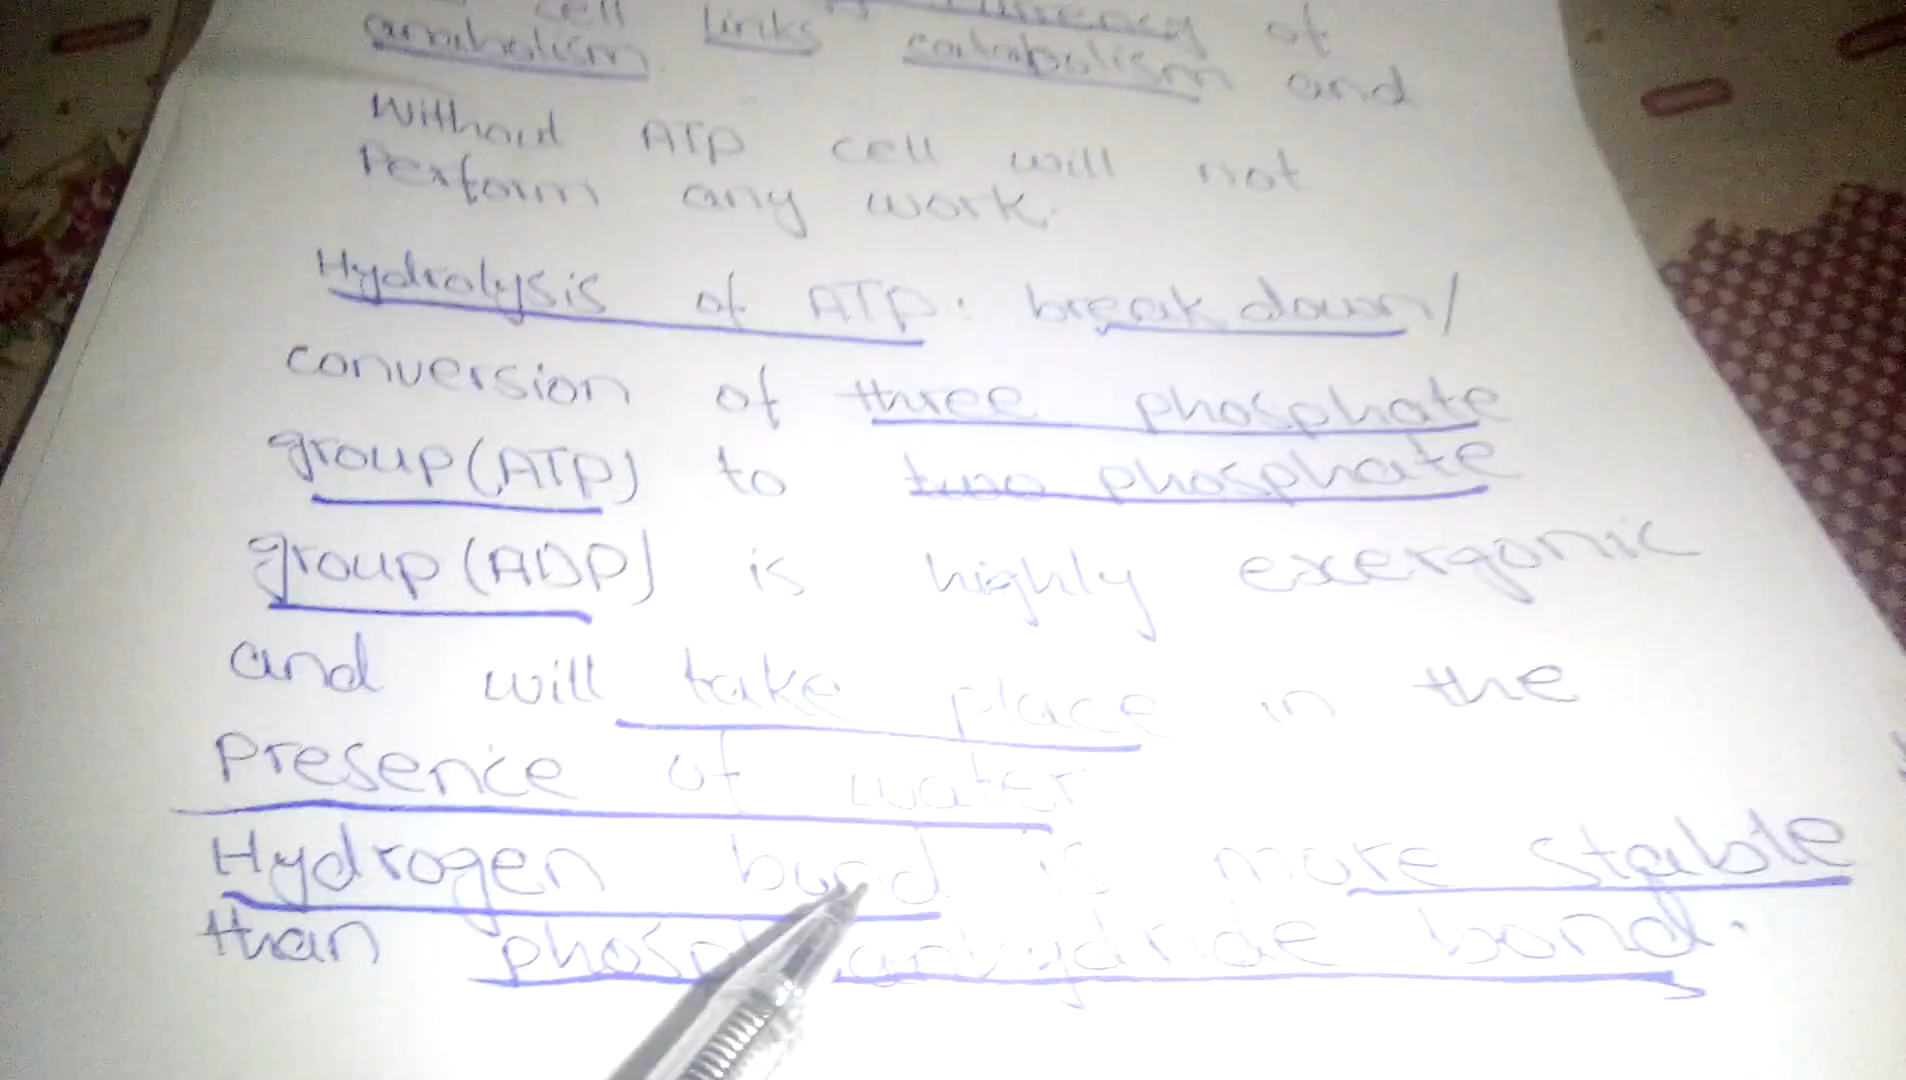 cell links catabolism and
anabolism.
Without ATP cell will not
Perform any work.
Hydrolysis of ATP: break down/
conversion of three phosphate
group (ATP) to two phosphate
group (ADP) is highly exergonic
and will take place in the
Presence of water
Hydrogen bond is more stable
than anhydride bond.